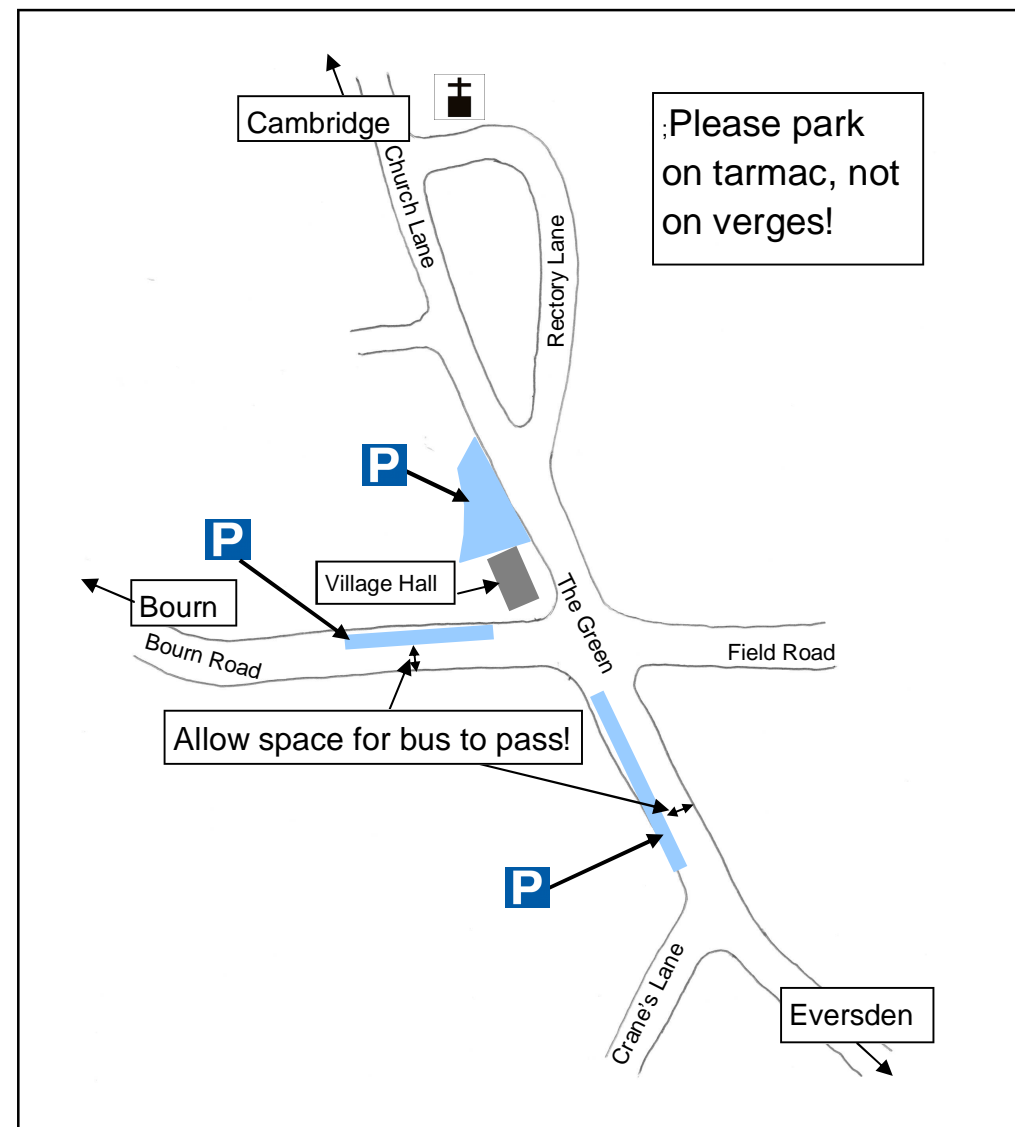 Cambridge
;Please park
on tarmac, not
on verges!
Church Lane
Rectory Lane
P
P
Village Hall
The Green
Bourn
Bourn Road
Field Road
Allow space for bus to pass!
P
Crane's Lane
Eversden